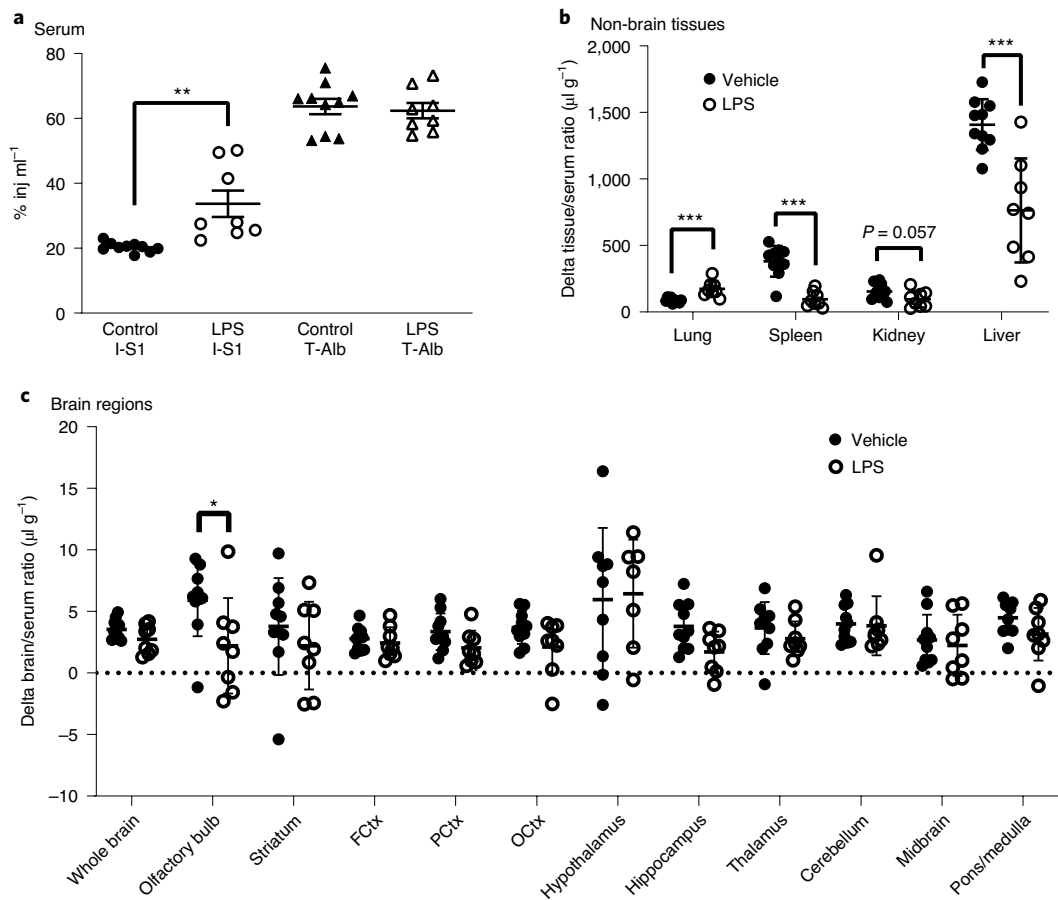 a
Serum
80
60
40
20
0
% inj ml⁻¹
**
Control
I-S1
LPS
I-S1
Control
T-Alb
LPS
T-Alb
b
Non-brain tissues
2,000
1,500
1,000
500
0
Delta tissue/serum ratio (µl g⁻¹)
Vehicle
LPS
***
***
P = 0.057
***
Lung
Spleen
Kidney
Liver
c
Brain regions
20
15
10
5
0
−5
−10
Delta brain/serum ratio (µl g⁻¹)
Vehicle
LPS
*
Whole brain
Olfactory bulb
Striatum
FCtx
PCtx
OCtx
Hypothalamus
Hippocampus
Thalamus
Cerebellum
Midbrain
Pons/medulla